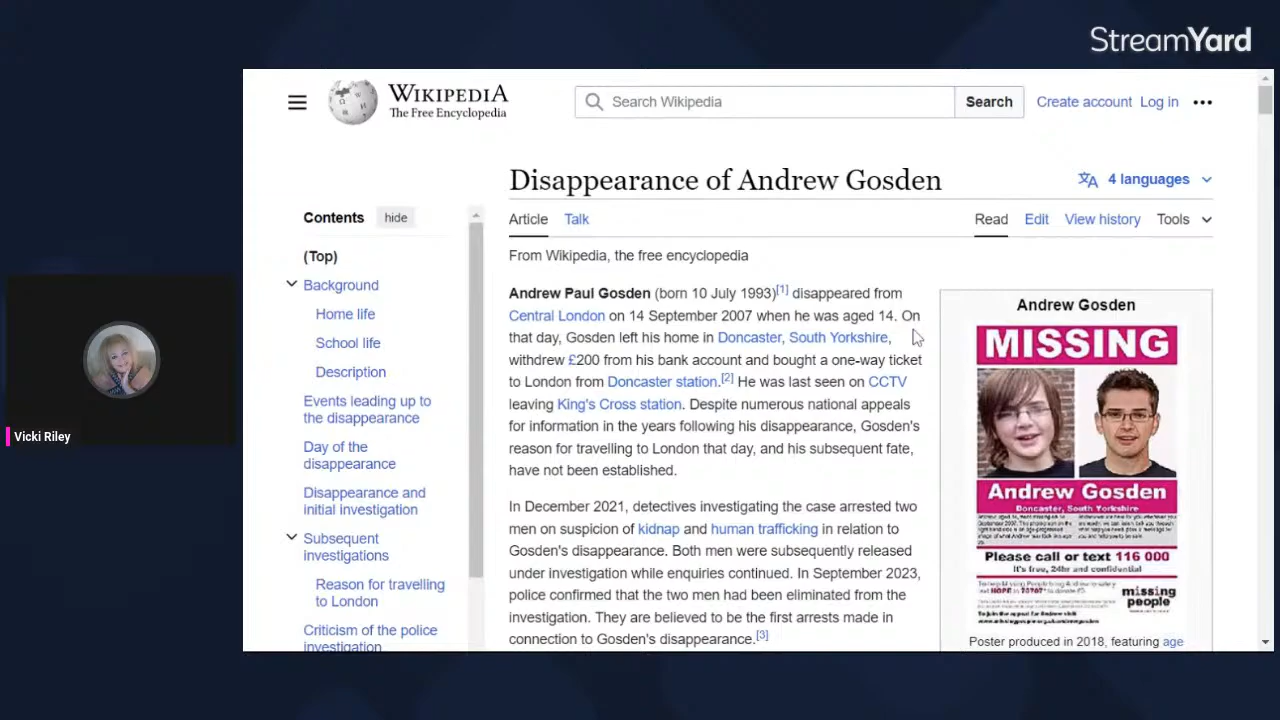 StreamYard
WIKIPEDIA
The Free Encyclopedia
Search Wikipedia
Search
Create account Log in
Disappearance of Andrew Gosden
4 languages
Article Talk
Read Edit View history Tools
From Wikipedia, the free encyclopedia
Contents hide
(Top)
Background
Home life
School life
Description
Events leading up to
the disappearance
Day of the
disappearance
Disappearance and
initial investigation
Subsequent
investigations
Reason for travelling
to London
Criticism of the police
investigation
Andrew Paul Gosden (born 10 July 1993)[1] disappeared from
Central London on 14 September 2007 when he was aged 14. On
that day, Gosden left his home in Doncaster, South Yorkshire,
withdrew £200 from his bank account and bought a one-way ticket
to London from Doncaster station.[2] He was last seen on CCTV
leaving King's Cross station. Despite numerous national appeals
for information in the years following his disappearance, Gosden's
reason for travelling to London that day, and his subsequent fate,
have not been established.
In December 2021, detectives investigating the case arrested two
men on suspicion of kidnap and human trafficking in relation to
Gosden's disappearance. Both men were subsequently released
under investigation while enquiries continued. In September 2023,
police confirmed that the two men had been eliminated from the
investigation. They are believed to be the first arrests made in
connection to Gosden's disappearance.[3]
Andrew Gosden
MISSING
Andrew Gosden
Doncaster, South Yorkshire
Please call or text 116 000
It's free, 24hr and confidential
missing
people
Poster produced in 2018, featuring age
Vicki Riley